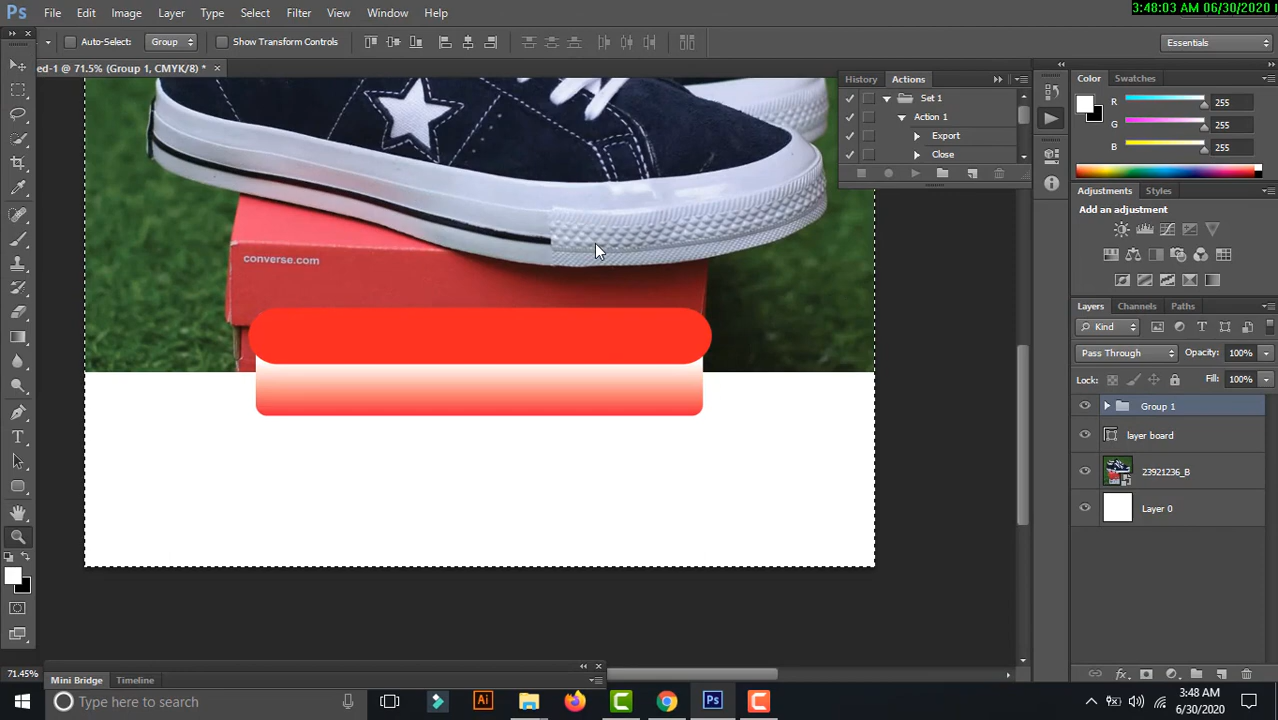 3:48:03 AM 06/30/2020
Ps File Edit Image Layer Type Select Filter View Window Help
Auto-Select: Group Show Transform Controls Essentials
ed-1 @ 71.5% (Group 1, CMYK/8) *
History Actions
Set 1
Action 1
Export
Close
Color Swatches
R 255
G 255
B 255
Adjustments Styles
Add an adjustment
converse.com
Layers Channels Paths
Kind
Pass Through Opacity: 100%
Lock: Fill: 100%
Group 1
layer board
23921236_B
Layer 0
71.45%
Mini Bridge Timeline
Type here to search
Ai
Ps
3:48 AM
6/30/2020